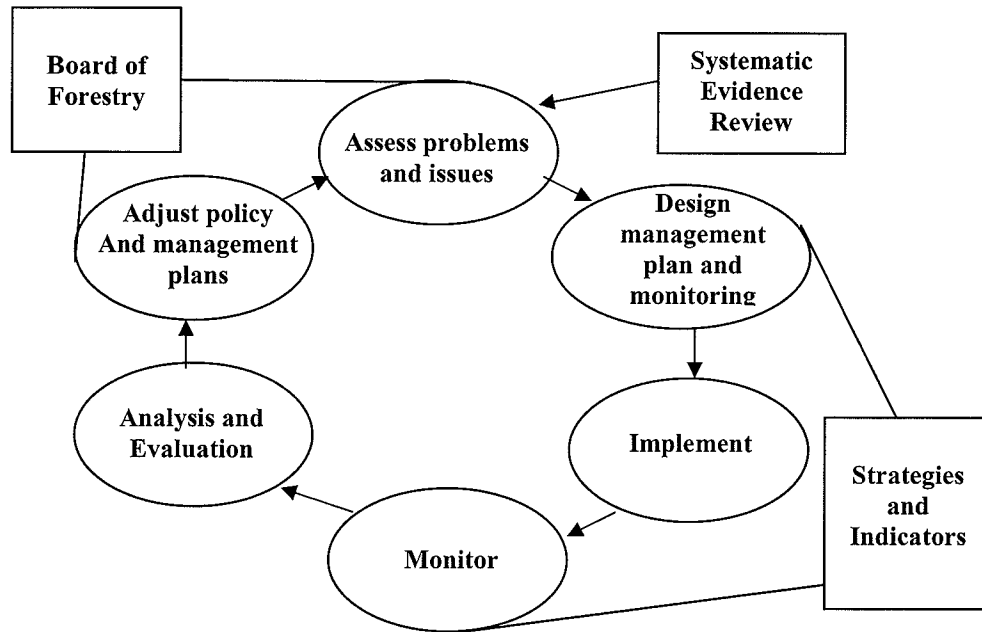 Board of
Forestry
Systematic
Evidence
Review
Assess problems
and issues
Adjust policy
And management
plans
Design
management
plan and
monitoring
Analysis and
Evaluation
Implement
Strategies
and
Indicators
Monitor